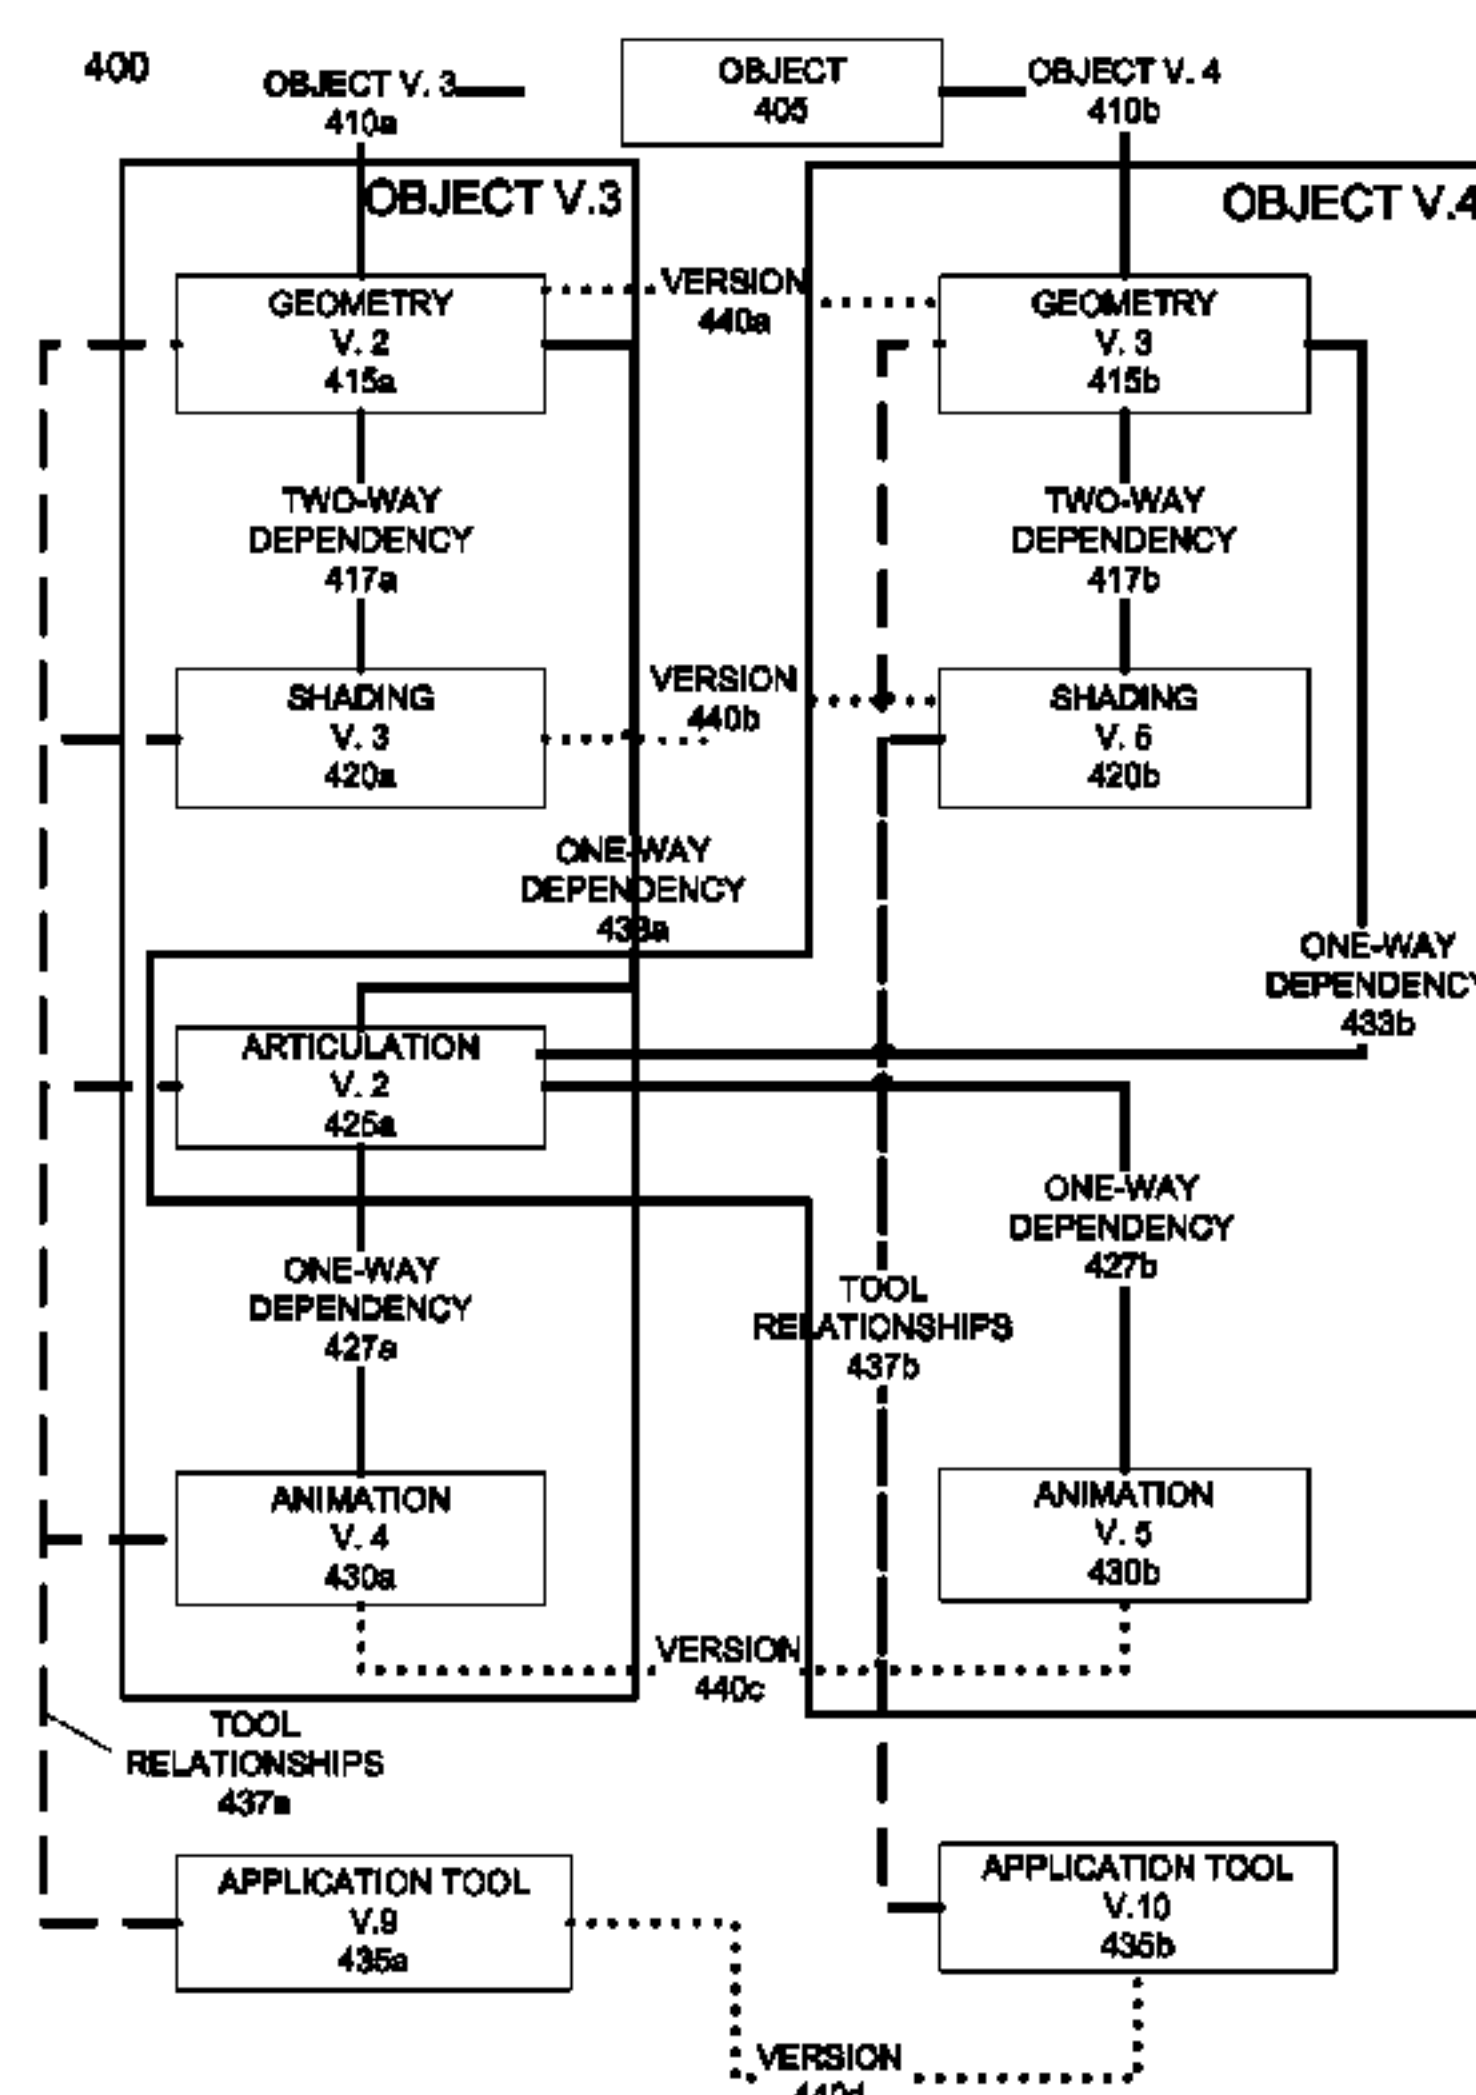 400
OBJECT V. 3
410a
OBJECT
405
OBJECT V. 4
410b
OBJECT V.3
OBJECT V.4
GEOMETRY
V. 2
415a
VERSION
440a
GEOMETRY
V. 3
415b
TWO-WAY
DEPENDENCY
417a
TWO-WAY
DEPENDENCY
417b
SHADING
V. 3
420a
VERSION
440b
SHADING
V. 6
420b
ONE-WAY
DEPENDENCY
433a
ONE-WAY
DEPENDENCY
433b
ARTICULATION
V. 2
425a
ONE-WAY
DEPENDENCY
427a
ONE-WAY
DEPENDENCY
427b
TOOL
RELATIONSHIPS
437b
ANIMATION
V. 4
430a
ANIMATION
V. 5
430b
VERSION
440c
TOOL
RELATIONSHIPS
437a
APPLICATION TOOL
V.9
435a
APPLICATION TOOL
V.10
435b
VERSION
440d